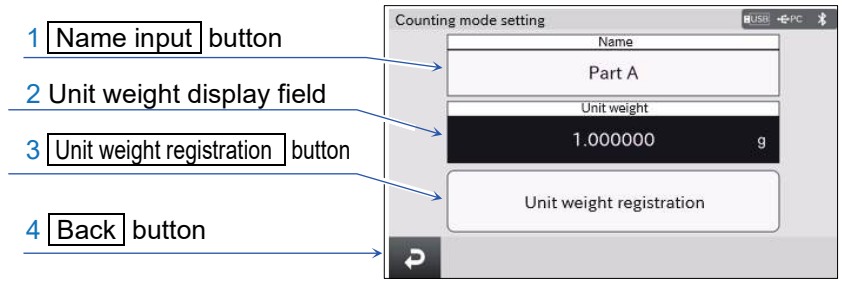 1 Name input button
2 Unit weight display field
3 Unit weight registration button
4 Back button
Counting mode setting
USB PC
Name
Part A
Unit weight
1.000000 g
Unit weight registration